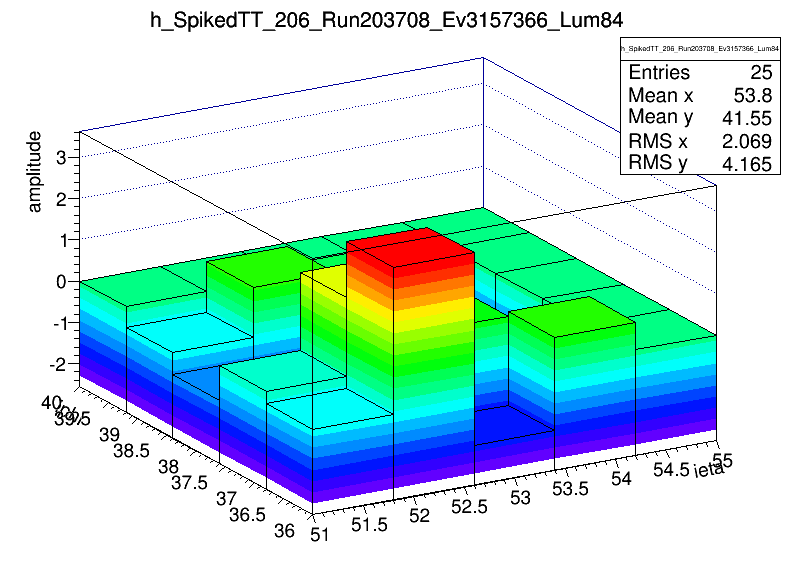 h_SpikedTT_206_Run203708_Ev3157366_Lum84
h_SpikedTT_206_Run203708_Ev3157366_Lum84
Entries 25
Mean x 53.8
Mean y 41.55
RMS x 2.069
RMS y 4.165
amplitude
3
2
1
0
-1
-2
40
39.5
39
38.5
38
37.5
37
36.5
36
51
51.5
52
52.5
53
53.5
54
54.5
55
ieta